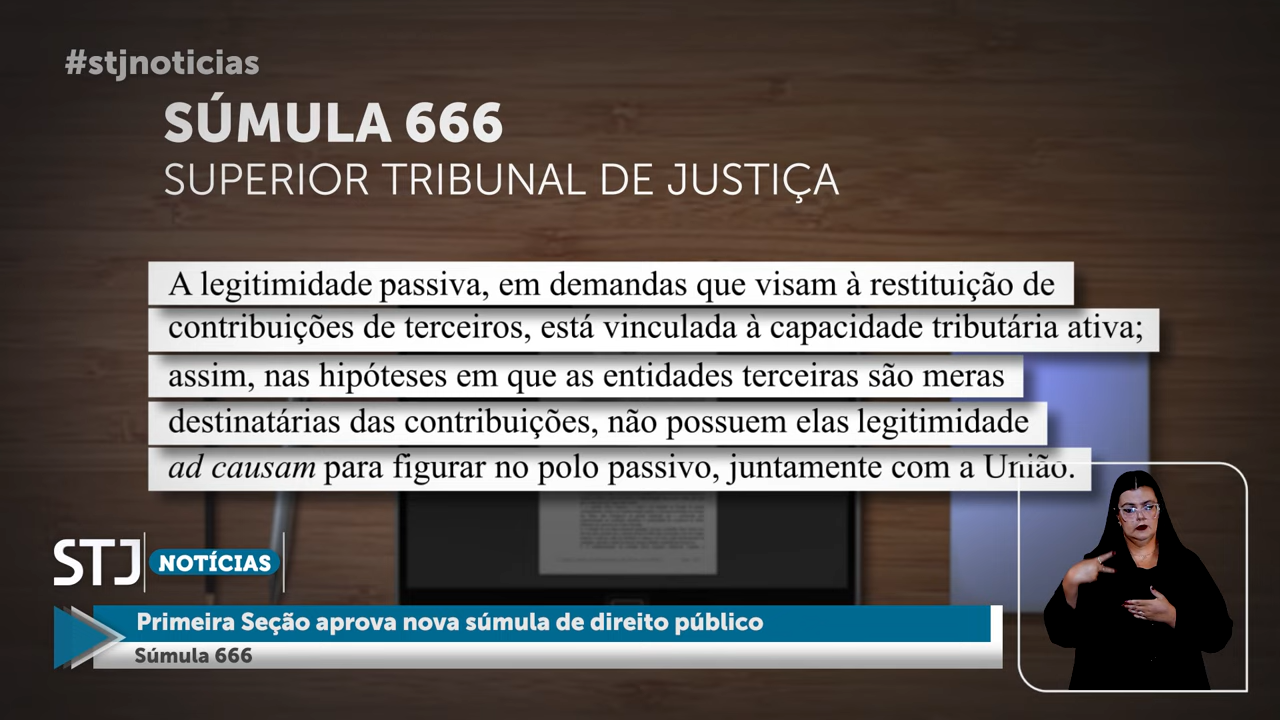 #stjnoticias
SÚMULA 666
SUPERIOR TRIBUNAL DE JUSTIÇA
A legitimidade passiva, em demandas que visam à restituição de
contribuições de terceiros, está vinculada à capacidade tributária ativa;
assim, nas hipóteses em que as entidades terceiras são meras
destinatárias das contribuições, não possuem elas legitimidade
ad causam para figurar no polo passivo, juntamente com a União.
STJ NOTÍCIAS
Primeira Seção aprova nova súmula de direito público
Súmula 666